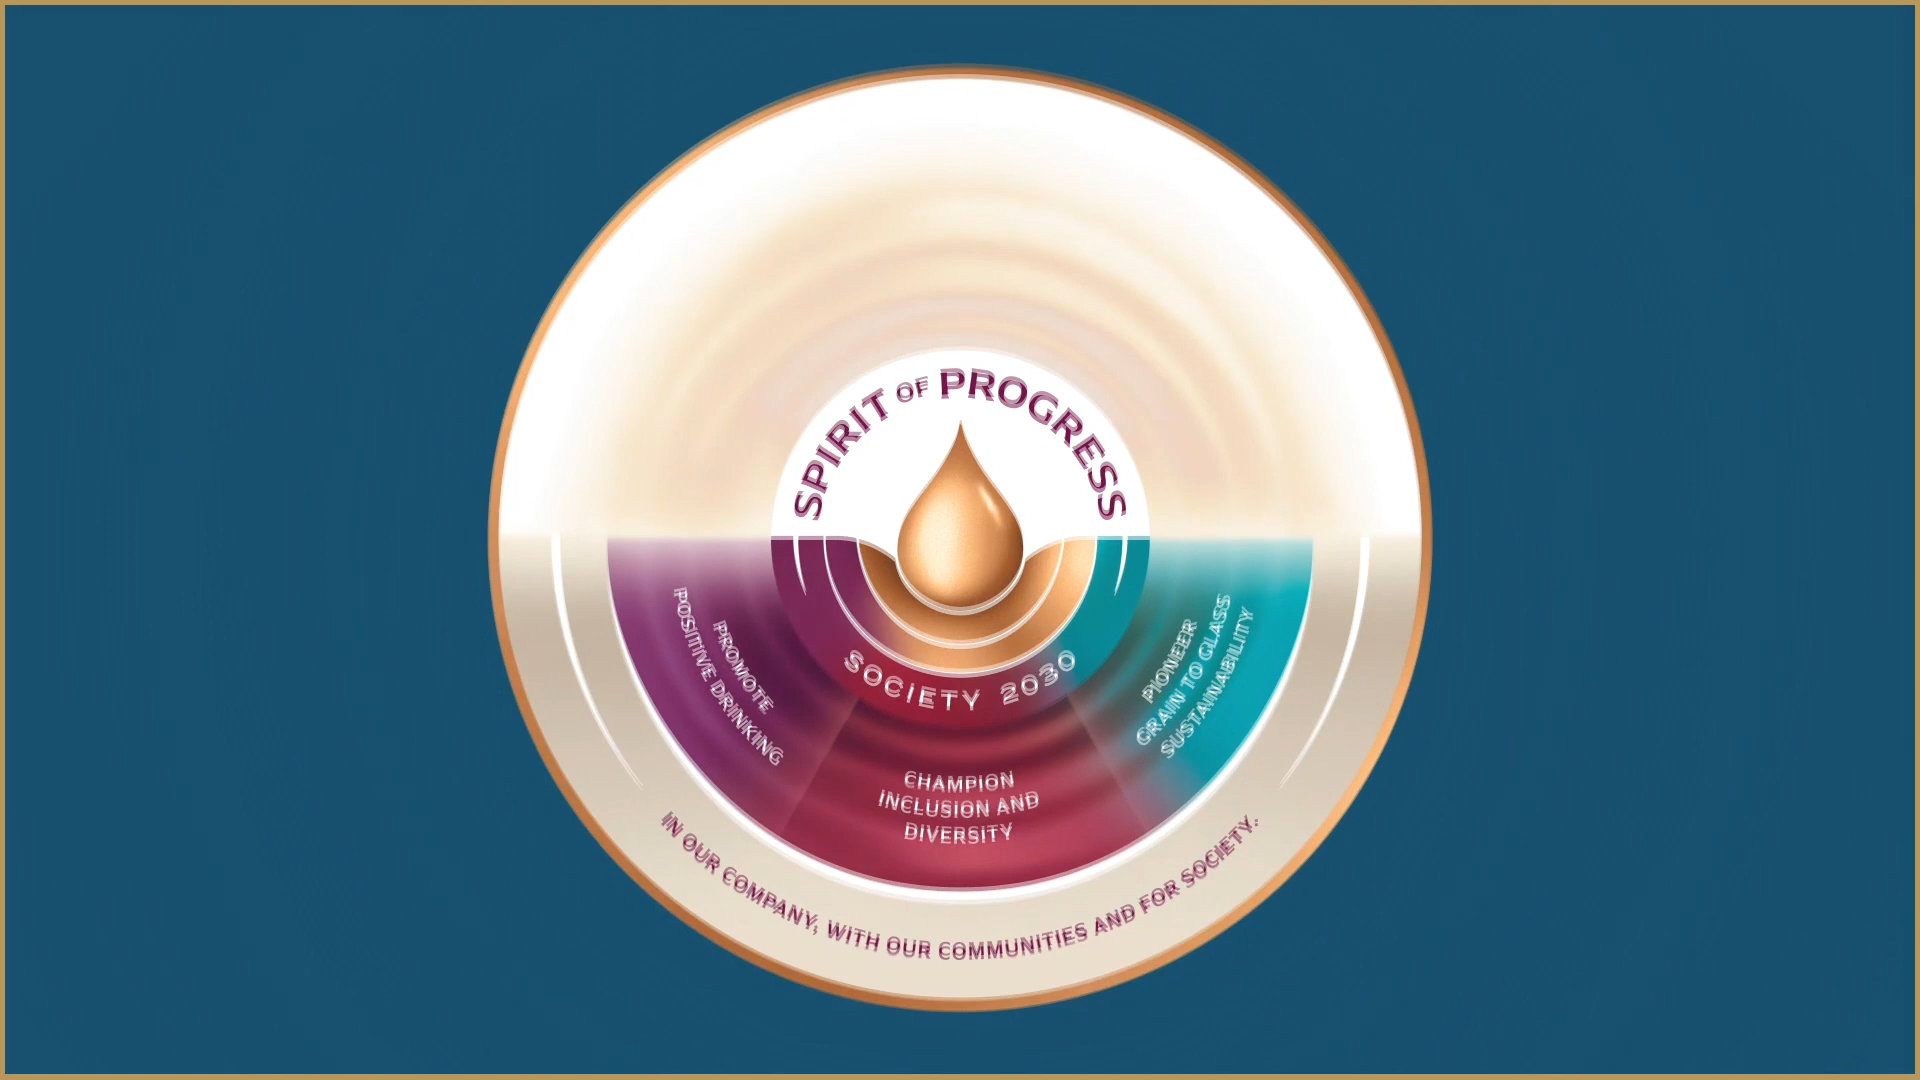 SPIRIT OF PROGRESS
SOCIETY 2030
PROMOTE
POSITIVE DRINKING
CHAMPION
INCLUSION AND
DIVERSITY
PIONEER
GRAIN TO GLASS
SUSTAINABILITY
IN OUR COMPANY, WITH OUR COMMUNITIES AND FOR SOCIETY.